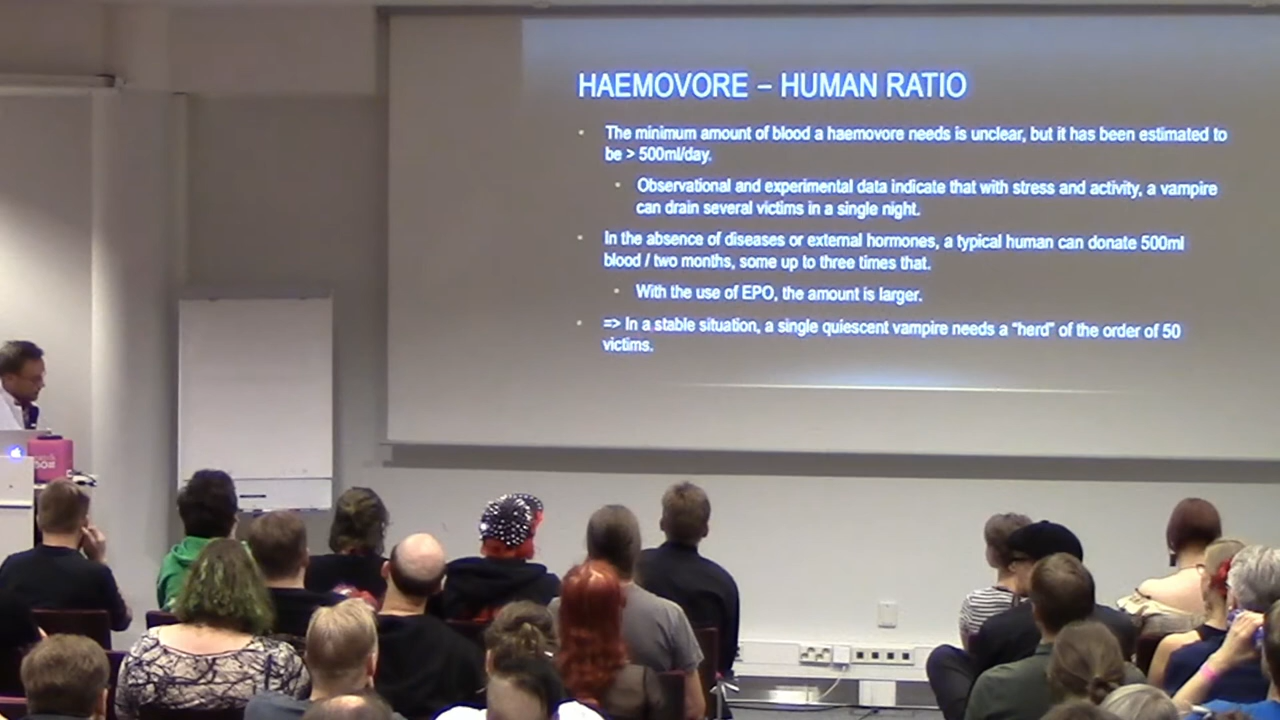 HAEMOVORE – HUMAN RATIO
• The minimum amount of blood a haemovore needs is unclear, but it has been estimated to
be > 500ml/day.
• Observational and experimental data indicate that with stress and activity, a vampire
can drain several victims in a single night.
• In the absence of diseases or external hormones, a typical human can donate 500ml
blood / two months, some up to three times that.
• With the use of EPO, the amount is larger.
• => In a stable situation, a single quiescent vampire needs a “herd” of the order of 50
victims.